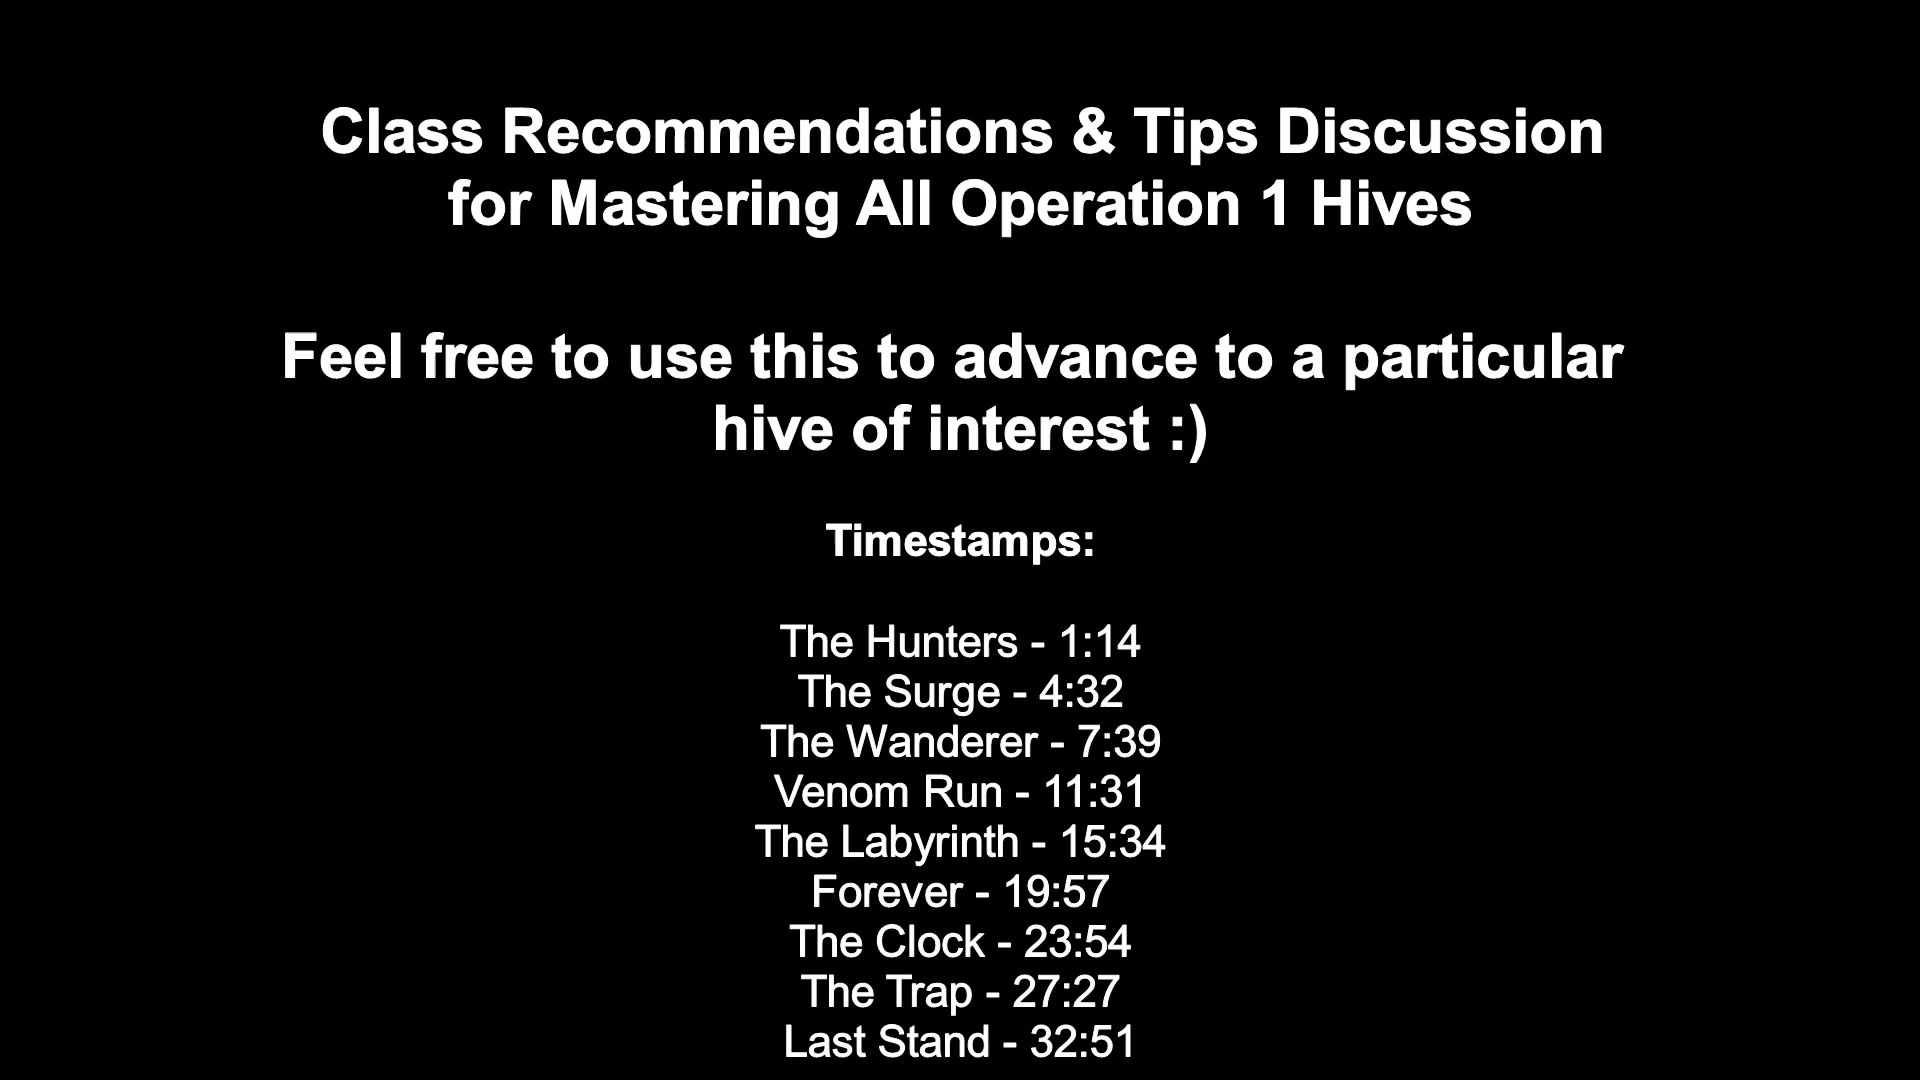 Class Recommendations & Tips Discussion
for Mastering All Operation 1 Hives
Feel free to use this to advance to a particular
hive of interest :)
Timestamps:
The Hunters - 1:14
The Surge - 4:32
The Wanderer - 7:39
Venom Run - 11:31
The Labyrinth - 15:34
Forever - 19:57
The Clock - 23:54
The Trap - 27:27
Last Stand - 32:51